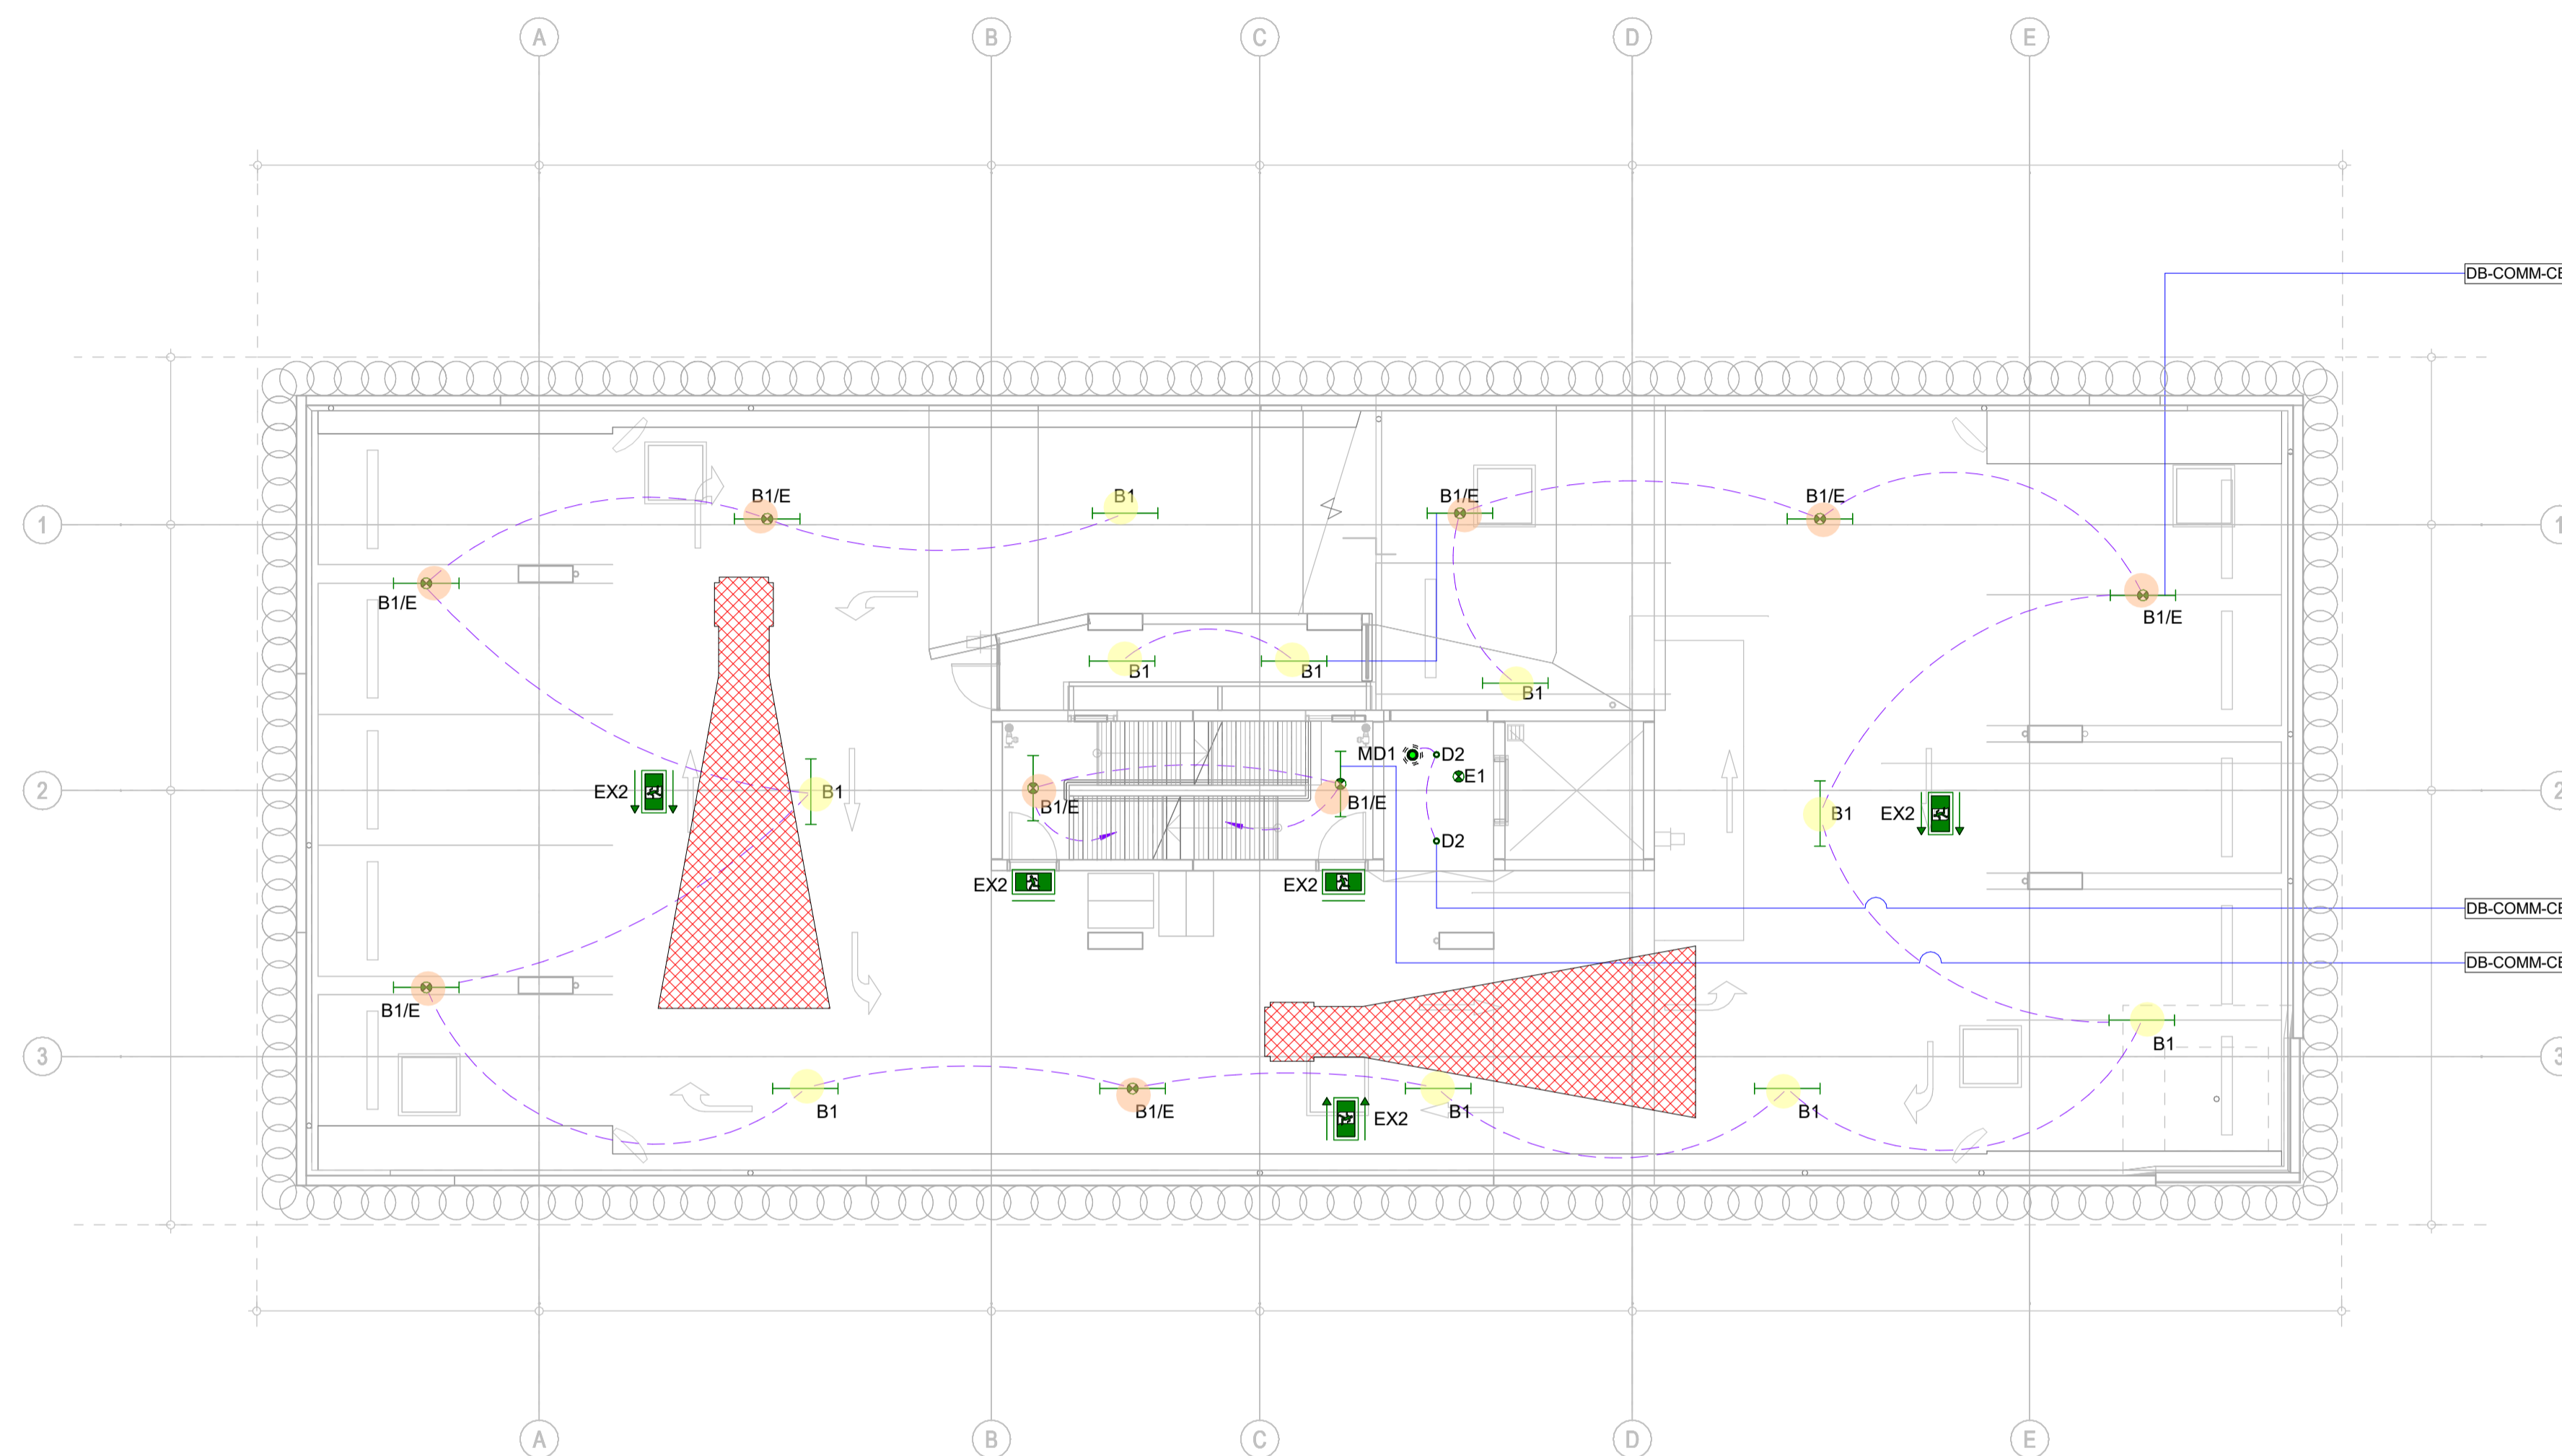 A B C D E
DB-COMM-CE
B1/E B1 B1/E B1/E
1 1
B1/E B1/E
B1 B1
B1
MD1 D2
E1
EX2 B1 B1/E B1/E B1 EX2
2 2
D2
EX2 EX2
DB-COMM-CE
DB-COMM-CE
B1/E
B1
3 3
B1 B1/E EX2 B1 B1
A B C D E